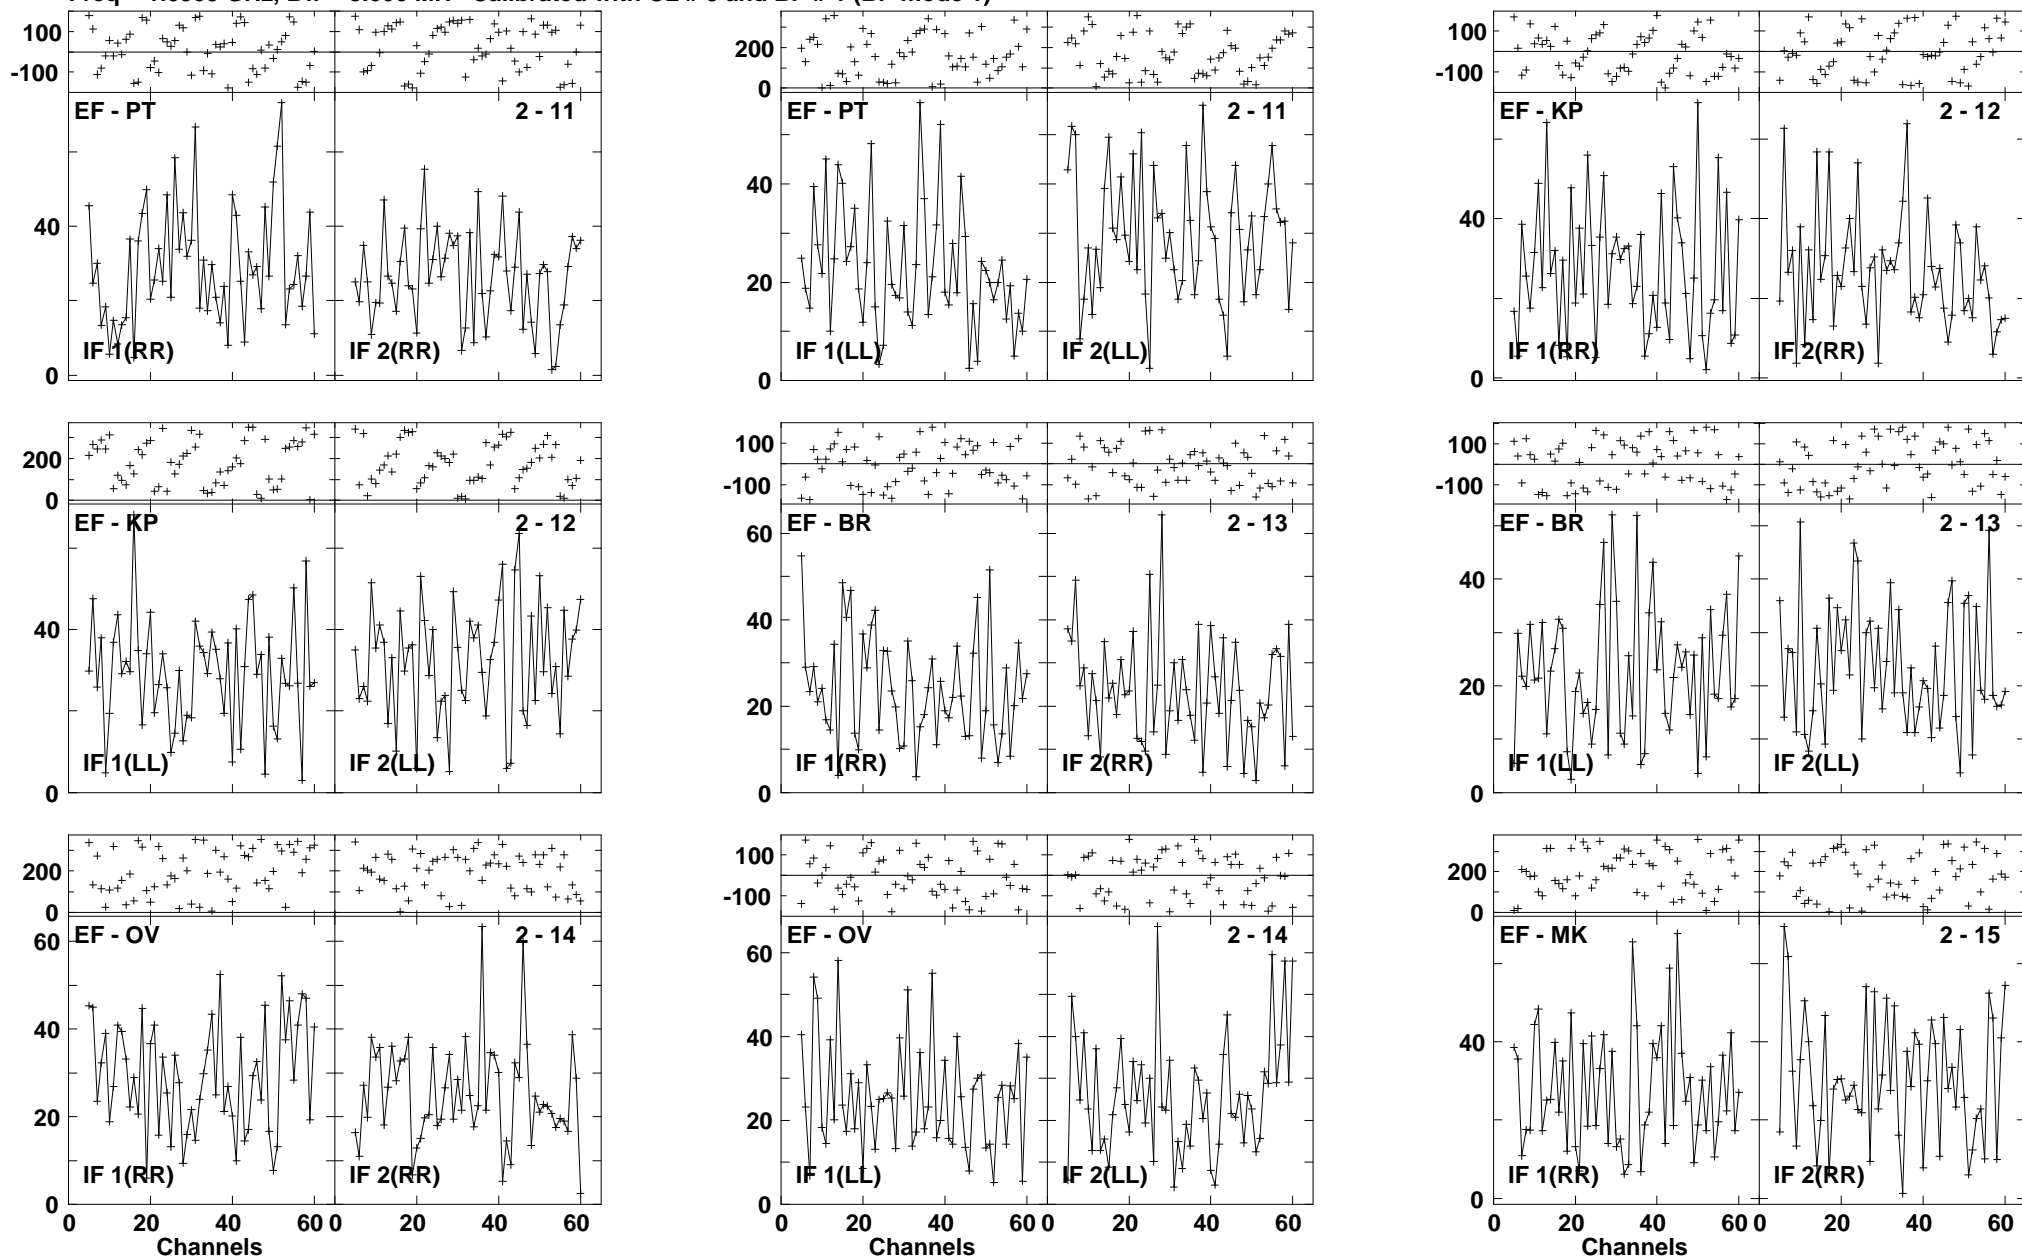 100 200 100
-100 0 -100
EF - PT 2 - 11 EF - PT 2 - 11 EF - KP 2 - 12
40 40 40
20
IF 1(RR) IF 2(RR) IF 1(LL) IF 2(LL) IF 1(RR) IF 2(RR)
0 0 0
200 100 100
0 -100 -100
EF - KP 2 - 12 EF - BR 2 - 13 EF - BR 2 - 13
60
40 40 40
20 20
IF 1(LL) IF 2(LL) IF 1(RR) IF 2(RR) IF 1(LL) IF 2(LL)
0 0 0
200 100 200
0 -100 0
EF - OV 2 - 14 EF - OV 2 - 14 EF - MK 2 - 15
60 60
40 40 40
20 20
IF 1(RR) IF 2(RR) IF 1(LL) IF 2(LL) IF 1(RR) IF 2(RR)
0 0 0
0 20 40 60 0 20 40 60 0 20 40 60 0 20 40 60 0 20 40 60 0 20 40 60
Channels Channels Channels